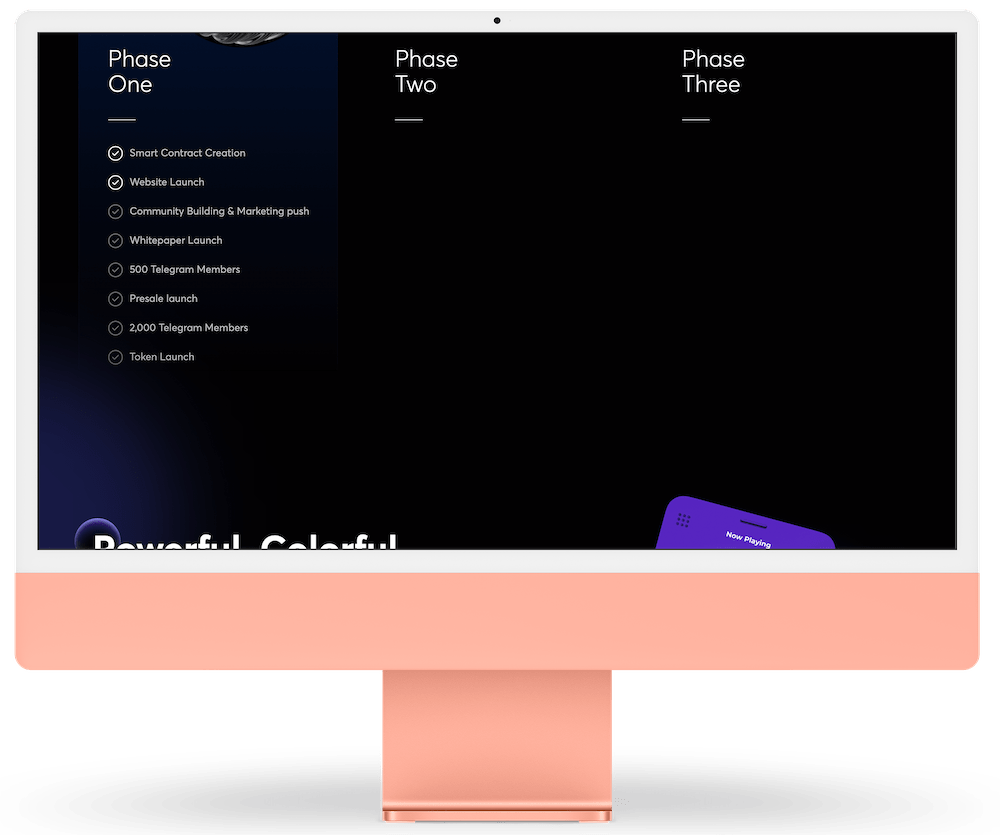 Phase
One
Phase
Two
Phase
Three
Smart Contract Creation
Website Launch
Community Building & Marketing push
Whitepaper Launch
500 Telegram Members
Presale launch
2,000 Telegram Members
Token Launch
Powerful, Colorful
Now Playing